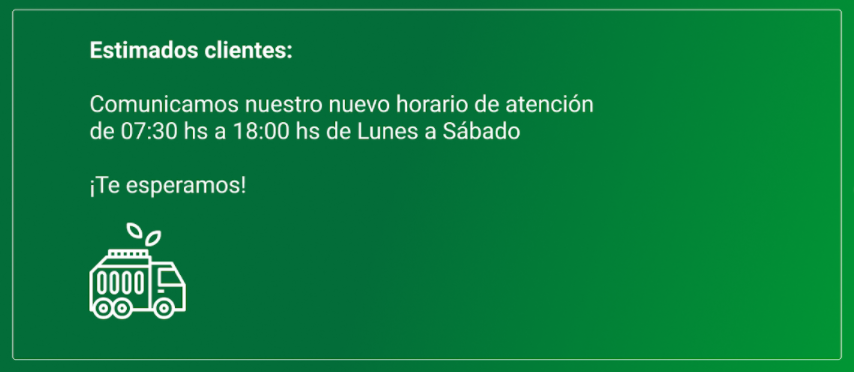 Estimados clientes:
Comunicamos nuestro nuevo horario de atención
de 07:30 hs a 18:00 hs de Lunes a Sábado
¡Te esperamos!